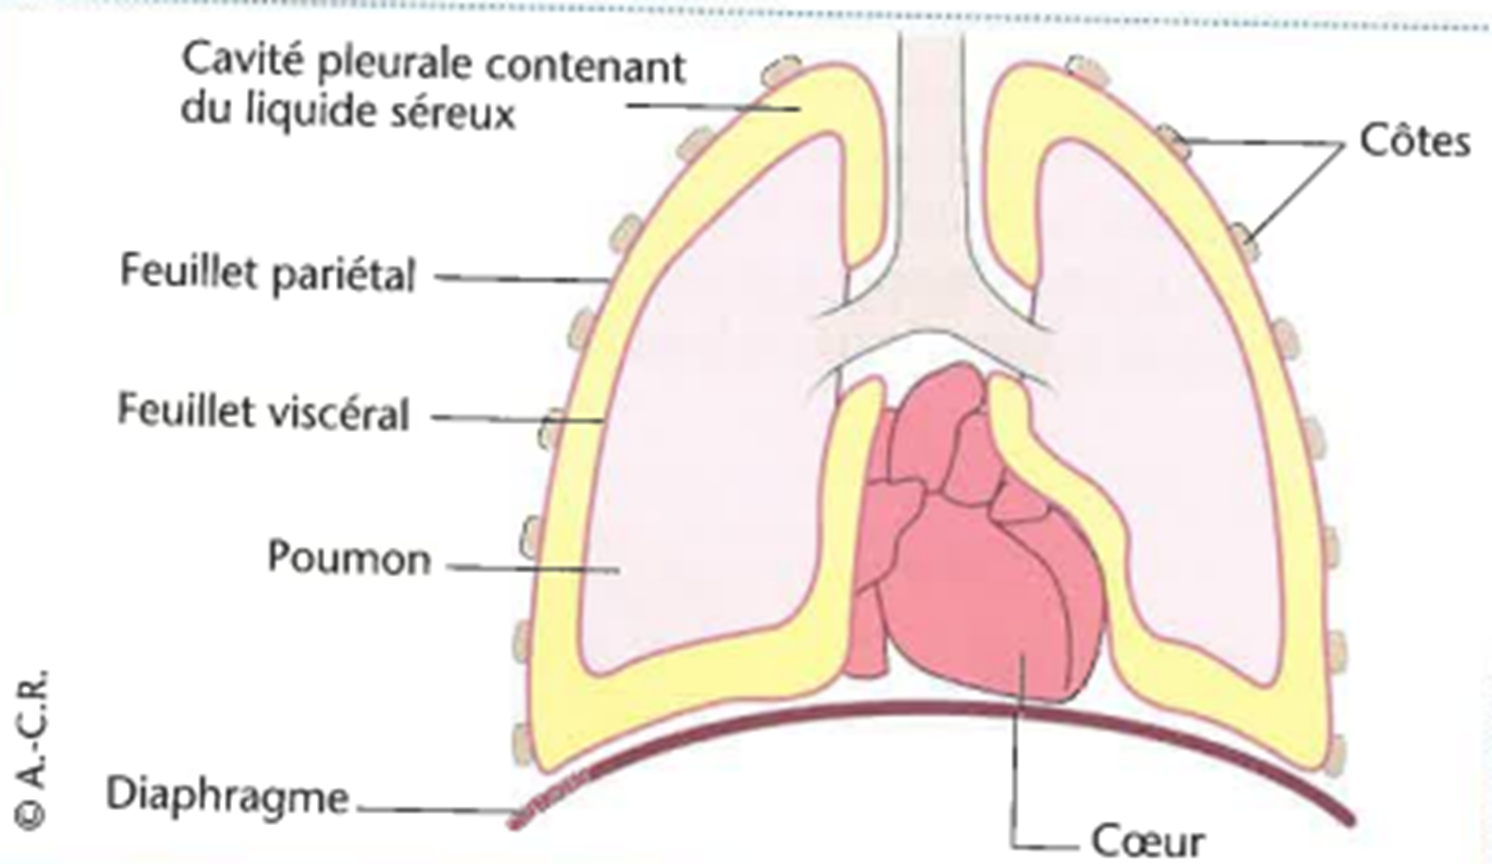 Cavité pleurale contenant
du liquide séreux
Côtes
Feuillet pariétal
Feuillet viscéral
Poumon
Diaphragme
Cœur
© A.-C.R.